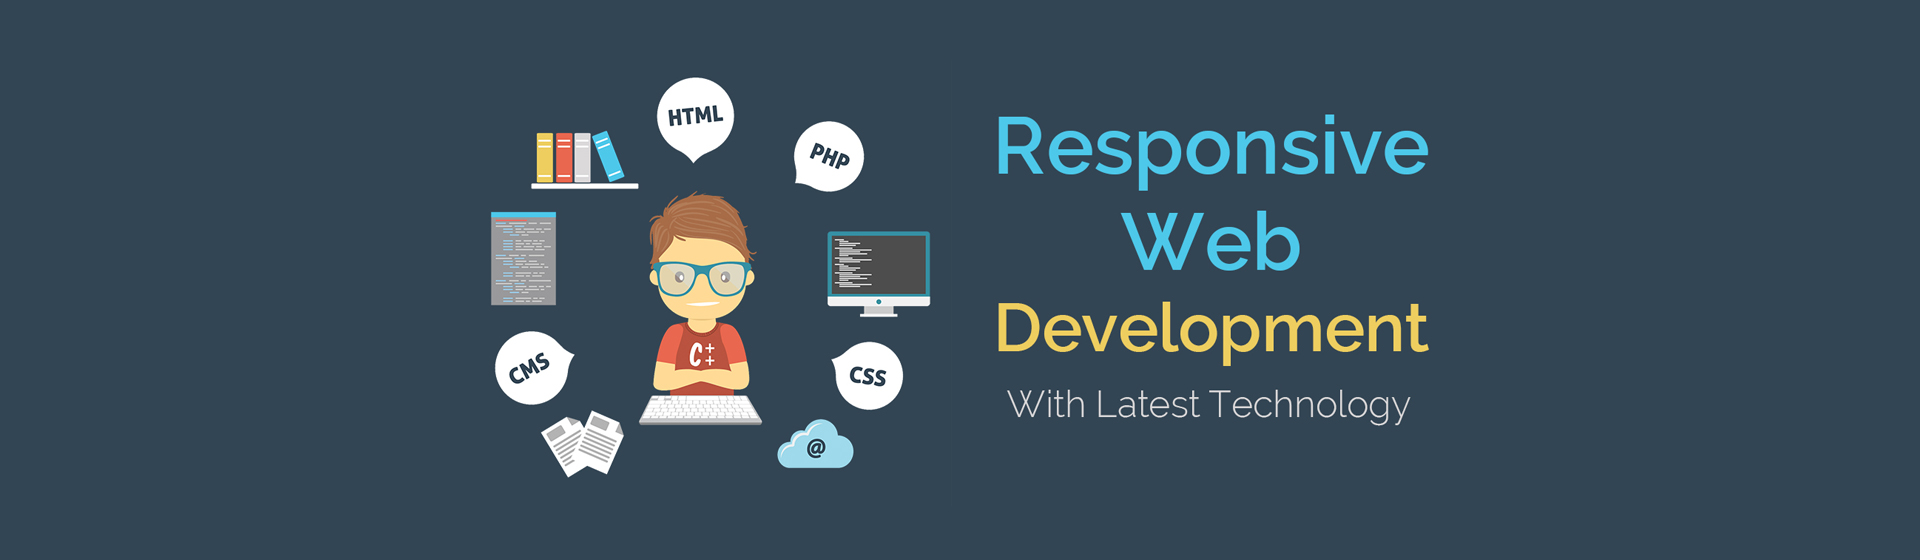 HTML
PHP
CMS
C++
CSS
@
Responsive
Web
Development
With Latest Technology